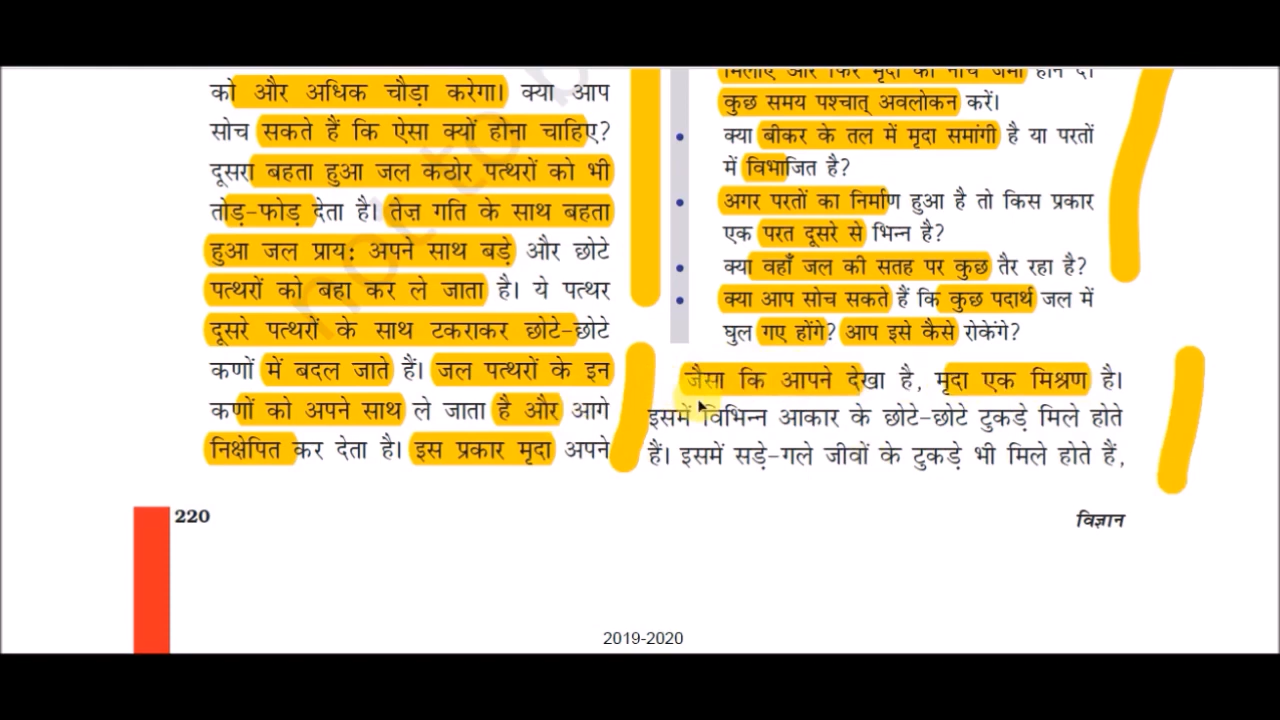 को और अधिक चौड़ा करेगा। क्या आप
सोच सकते हैं कि ऐसा क्यों होना चाहिए?
दूसरा बहता हुआ जल कठोर पत्थरों को भी
तोड़-फोड़ देता है। तेज़ गति के साथ बहता
हुआ जल प्राय: अपने साथ बड़े और छोटे
पत्थरों को बहा कर ले जाता है। ये पत्थर
दूसरे पत्थरों के साथ टकराकर छोटे-छोटे
कणों में बदल जाते हैं। जल पत्थरों के इन
कणों को अपने साथ ले जाता है और आगे
निक्षेपित कर देता है। इस प्रकार मृदा अपने
मिलाएँ और फिर मृदा को नीचे जमा होने दें।
कुछ समय पश्चात् अवलोकन करें।
• क्या बीकर के तल में मृदा समांगी है या परतों
में विभाजित है?
• अगर परतों का निर्माण हुआ है तो किस प्रकार
एक परत दूसरे से भिन्न है?
• क्या वहाँ जल की सतह पर कुछ तैर रहा है?
• क्या आप सोच सकते हैं कि कुछ पदार्थ जल में
घुल गए होंगे? आप इसे कैसे रोकेंगे?
जैसा कि आपने देखा है, मृदा एक मिश्रण है।
इसमें विभिन्न आकार के छोटे-छोटे टुकड़े मिले होते
हैं। इसमें सड़े-गले जीवों के टुकड़े भी मिले होते हैं,
220
विज्ञान
2019-2020
not to b